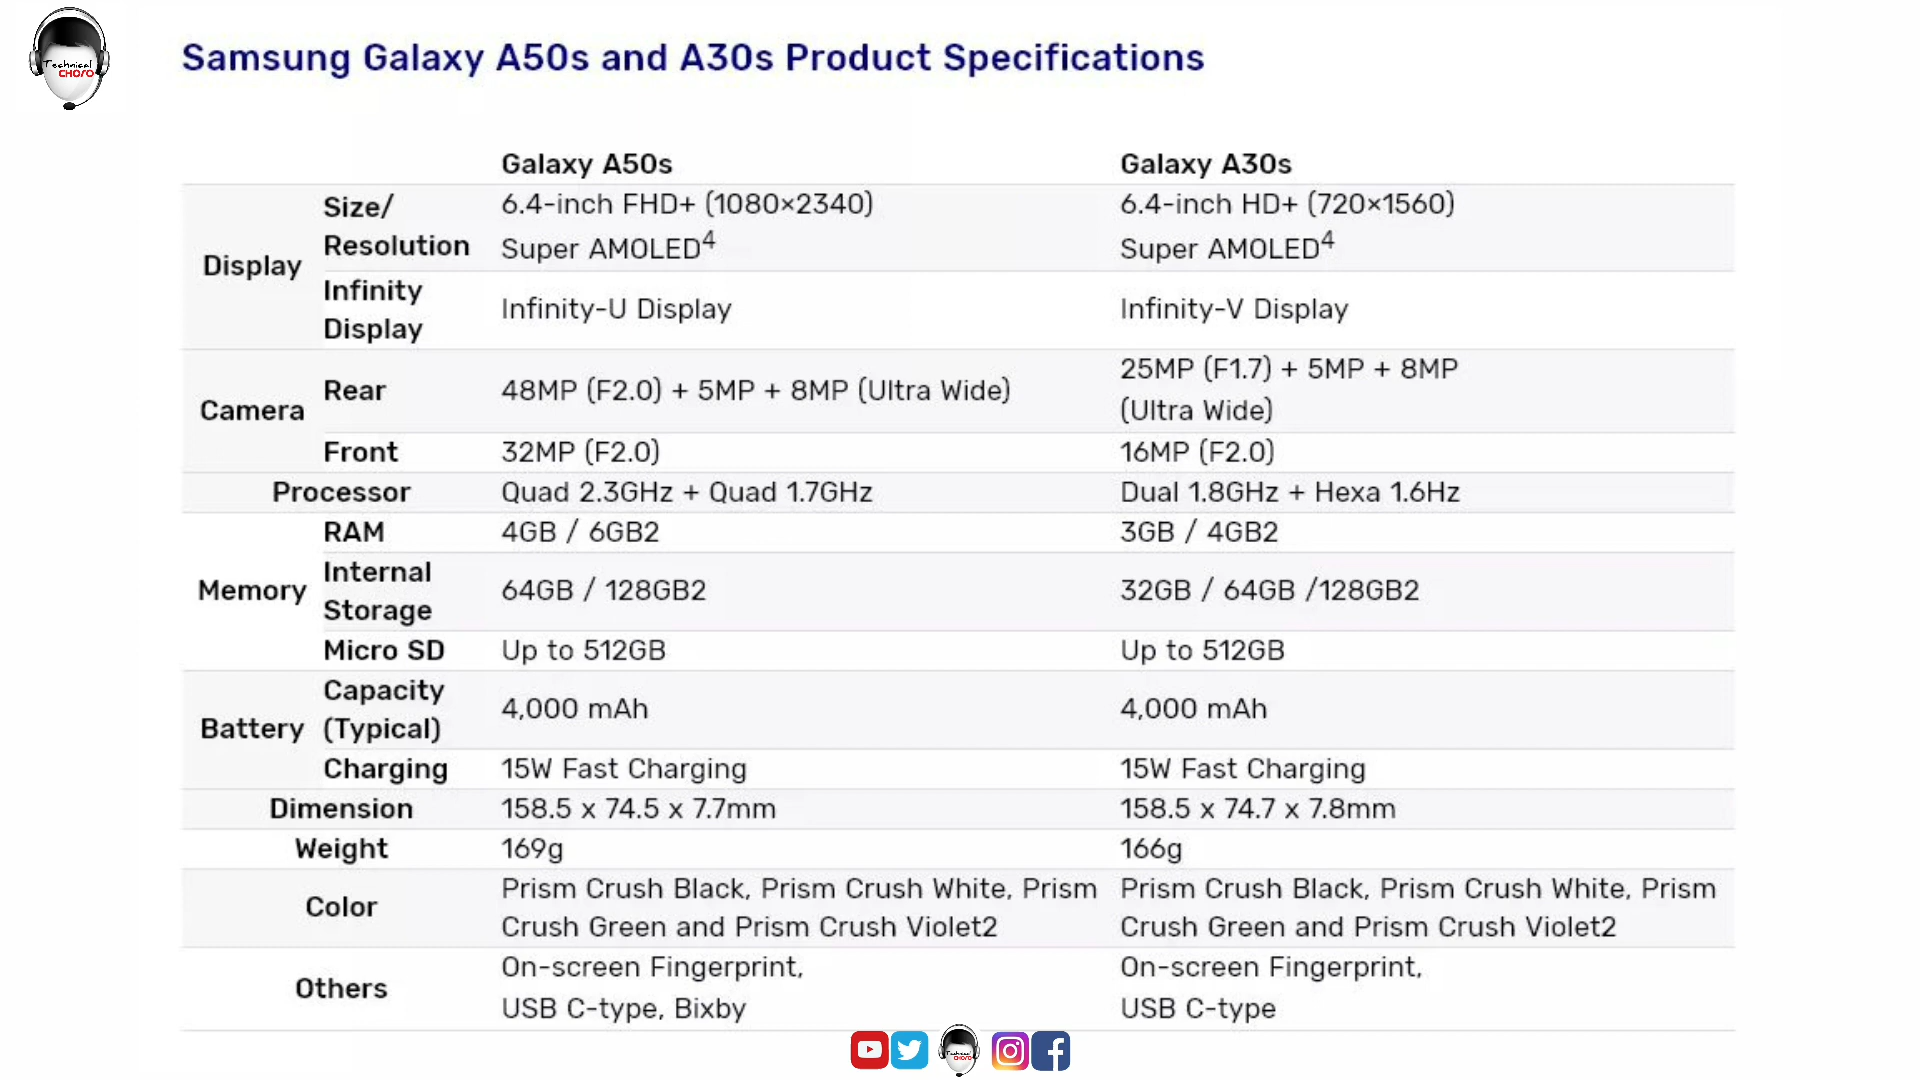 Technical
CHORO
Samsung Galaxy A50s and A30s Product Specifications
Galaxy A50s Galaxy A30s
Display
Size/
Resolution
6.4-inch FHD+ (1080×2340)
Super AMOLED4
6.4-inch HD+ (720×1560)
Super AMOLED4
Infinity
Display
Infinity-U Display
Infinity-V Display
Camera
Rear
48MP (F2.0) + 5MP + 8MP (Ultra Wide)
25MP (F1.7) + 5MP + 8MP
(Ultra Wide)
Front 32MP (F2.0) 16MP (F2.0)
Processor Quad 2.3GHz + Quad 1.7GHz Dual 1.8GHz + Hexa 1.6Hz
Memory
RAM 4GB / 6GB2 3GB / 4GB2
Internal
Storage
64GB / 128GB2
32GB / 64GB /128GB2
Micro SD Up to 512GB Up to 512GB
Battery
Capacity
(Typical)
4,000 mAh
4,000 mAh
Charging 15W Fast Charging 15W Fast Charging
Dimension 158.5 x 74.5 x 7.7mm 158.5 x 74.7 x 7.8mm
Weight 169g 166g
Color
Prism Crush Black, Prism Crush White, Prism
Crush Green and Prism Crush Violet2
Prism Crush Black, Prism Crush White, Prism
Crush Green and Prism Crush Violet2
Others
On-screen Fingerprint,
USB C-type, Bixby
On-screen Fingerprint,
USB C-type